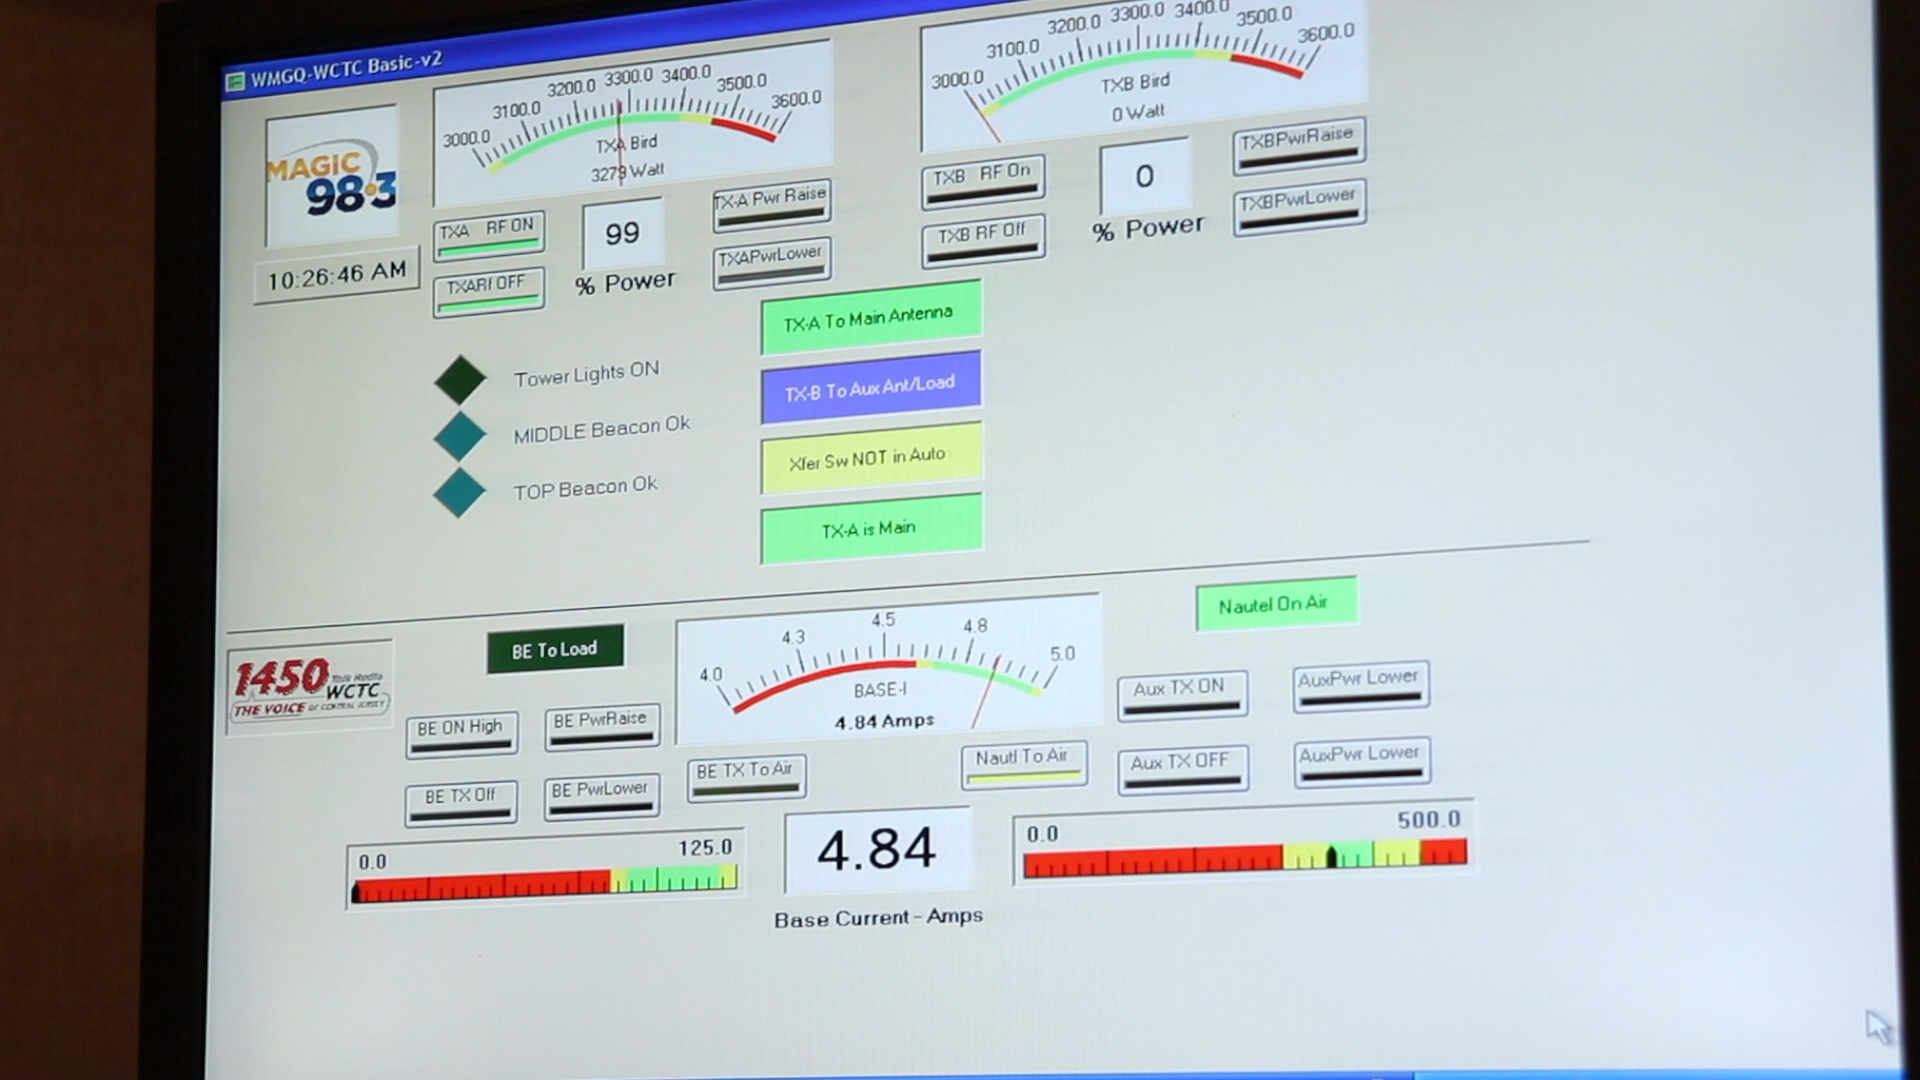 WMGQ-WCTC Basic-v2
MAGIC
98.3
10:26:46 AM
3000.0 3100.0 3200.0 3300.0 3400.0 3500.0 3600.0
TXA Bird
3279 Watt
TXA RF ON
TXARf OFF
99
% Power
TX-A Pwr Raise
TXAPwrLower
3000.0 3100.0 3200.0 3300.0 3400.0 3500.0 3600.0
TXB Bird
0 Watt
TXB RF On
TXB RF Off
0
% Power
TXBPwrRaise
TXBPwrLower
Tower Lights ON
MIDDLE Beacon Ok
TOP Beacon Ok
TX-A To Main Antenna
TX-B To Aux Ant/Load
Xfer Sw NOT in Auto
TX-A is Main
1450 Talk Radio
WCTC
THE VOICE OF CENTRAL JERSEY
BE To Load
BE ON High
BE PwrRaise
BE TX Off
BE PwrLower
4.0 4.3 4.5 4.8 5.0
BASE-I
4.84 Amps
BE TX To Air
Nautl To Air
Nautel On Air
Aux TX ON
AuxPwr Lower
Aux TX OFF
AuxPwr Lower
0.0 125.0
4.84
Base Current - Amps
0.0 500.0